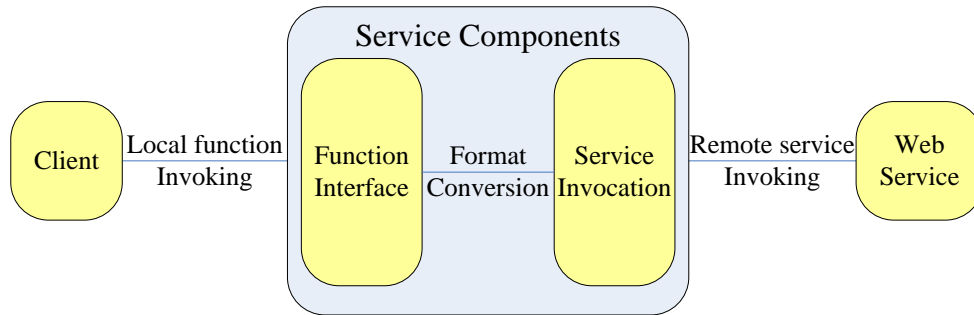 Service Components
Client
Local function
Invoking
Function
Interface
Format
Conversion
Service
Invocation
Remote service
Invoking
Web
Service